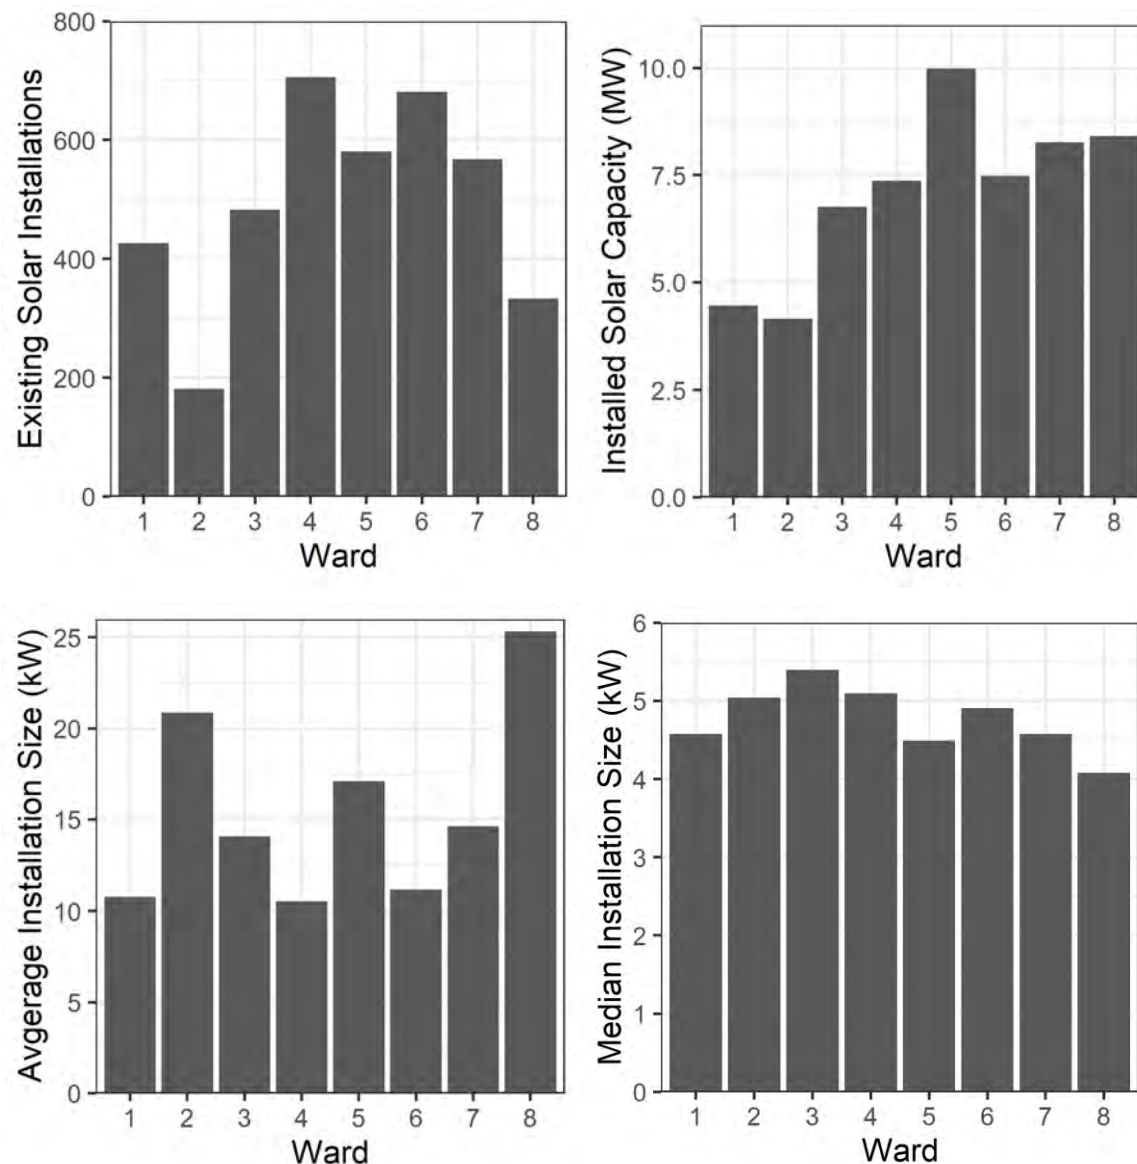 800
600
400
200
0
Existing Solar Installations
1 2 3 4 5 6 7 8
Ward
10.0
7.5
5.0
2.5
0.0
Installed Solar Capacity (MW)
1 2 3 4 5 6 7 8
Ward
25
20
15
10
5
0
Avgerage Installation Size (kW)
1 2 3 4 5 6 7 8
Ward
6
5
4
3
2
1
0
Median Installation Size (kW)
1 2 3 4 5 6 7 8
Ward